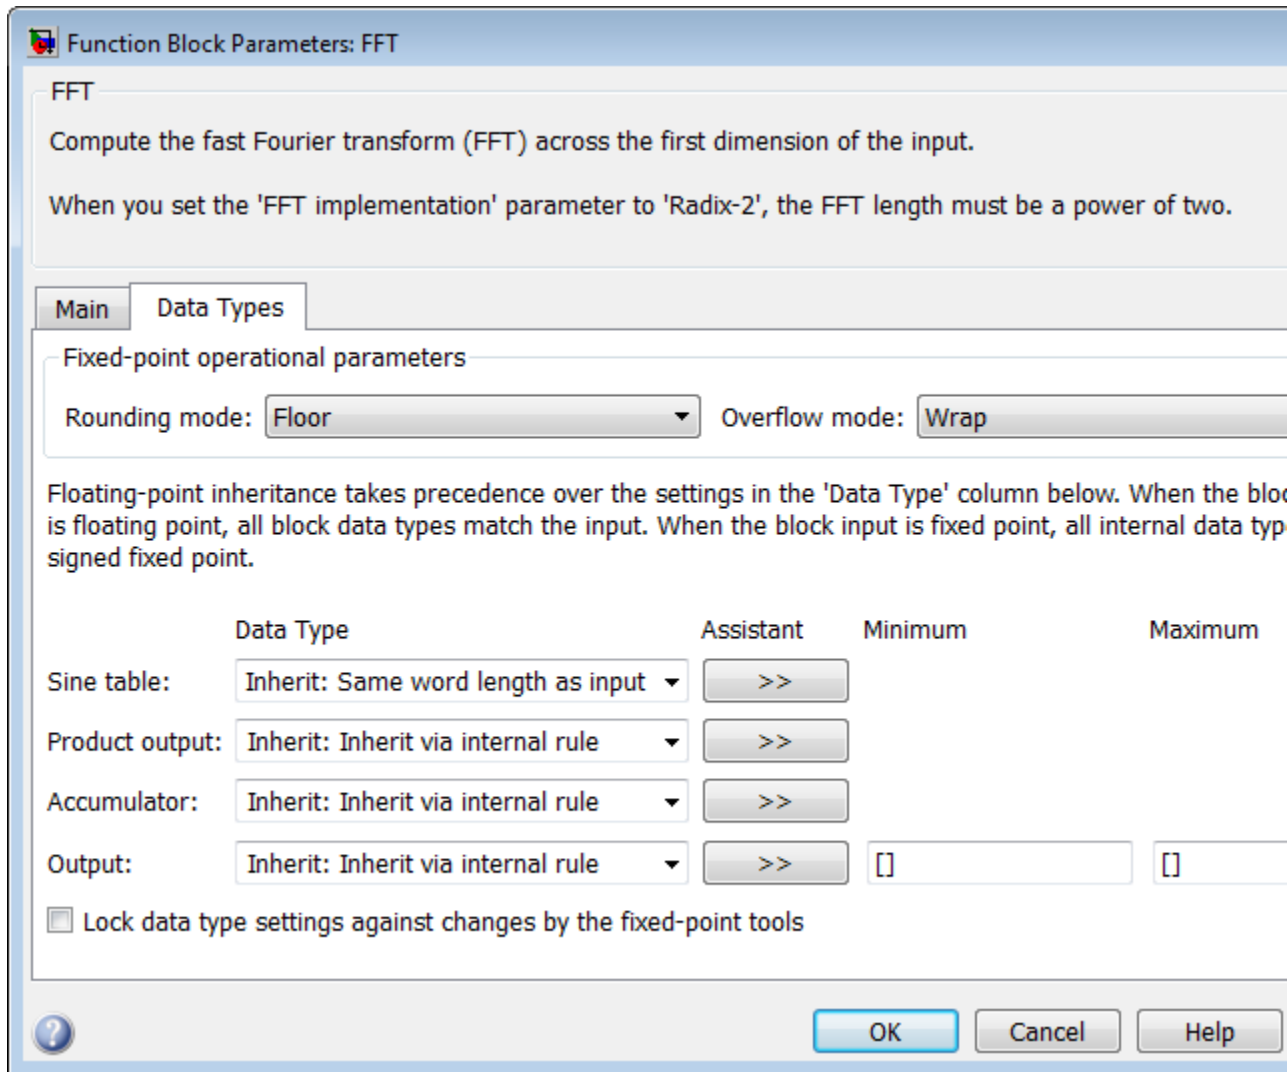 Function Block Parameters: FFT
FFT
Compute the fast Fourier transform (FFT) across the first dimension of the input.
When you set the 'FFT implementation' parameter to 'Radix-2', the FFT length must be a power of two.
Main Data Types
Fixed-point operational parameters
Rounding mode: Floor Overflow mode: Wrap
Floating-point inheritance takes precedence over the settings in the 'Data Type' column below. When the
is floating point, all block data types match the input. When the block input is fixed point, all internal data
signed fixed point.
Data Type Assistant Minimum Maximum
Sine table: Inherit: Same word length as input >>
Product output: Inherit: Inherit via internal rule >>
Accumulator: Inherit: Inherit via internal rule >>
Output: Inherit: Inherit via internal rule >> [] []
Lock data type settings against changes by the fixed-point tools
? OK Cancel Help